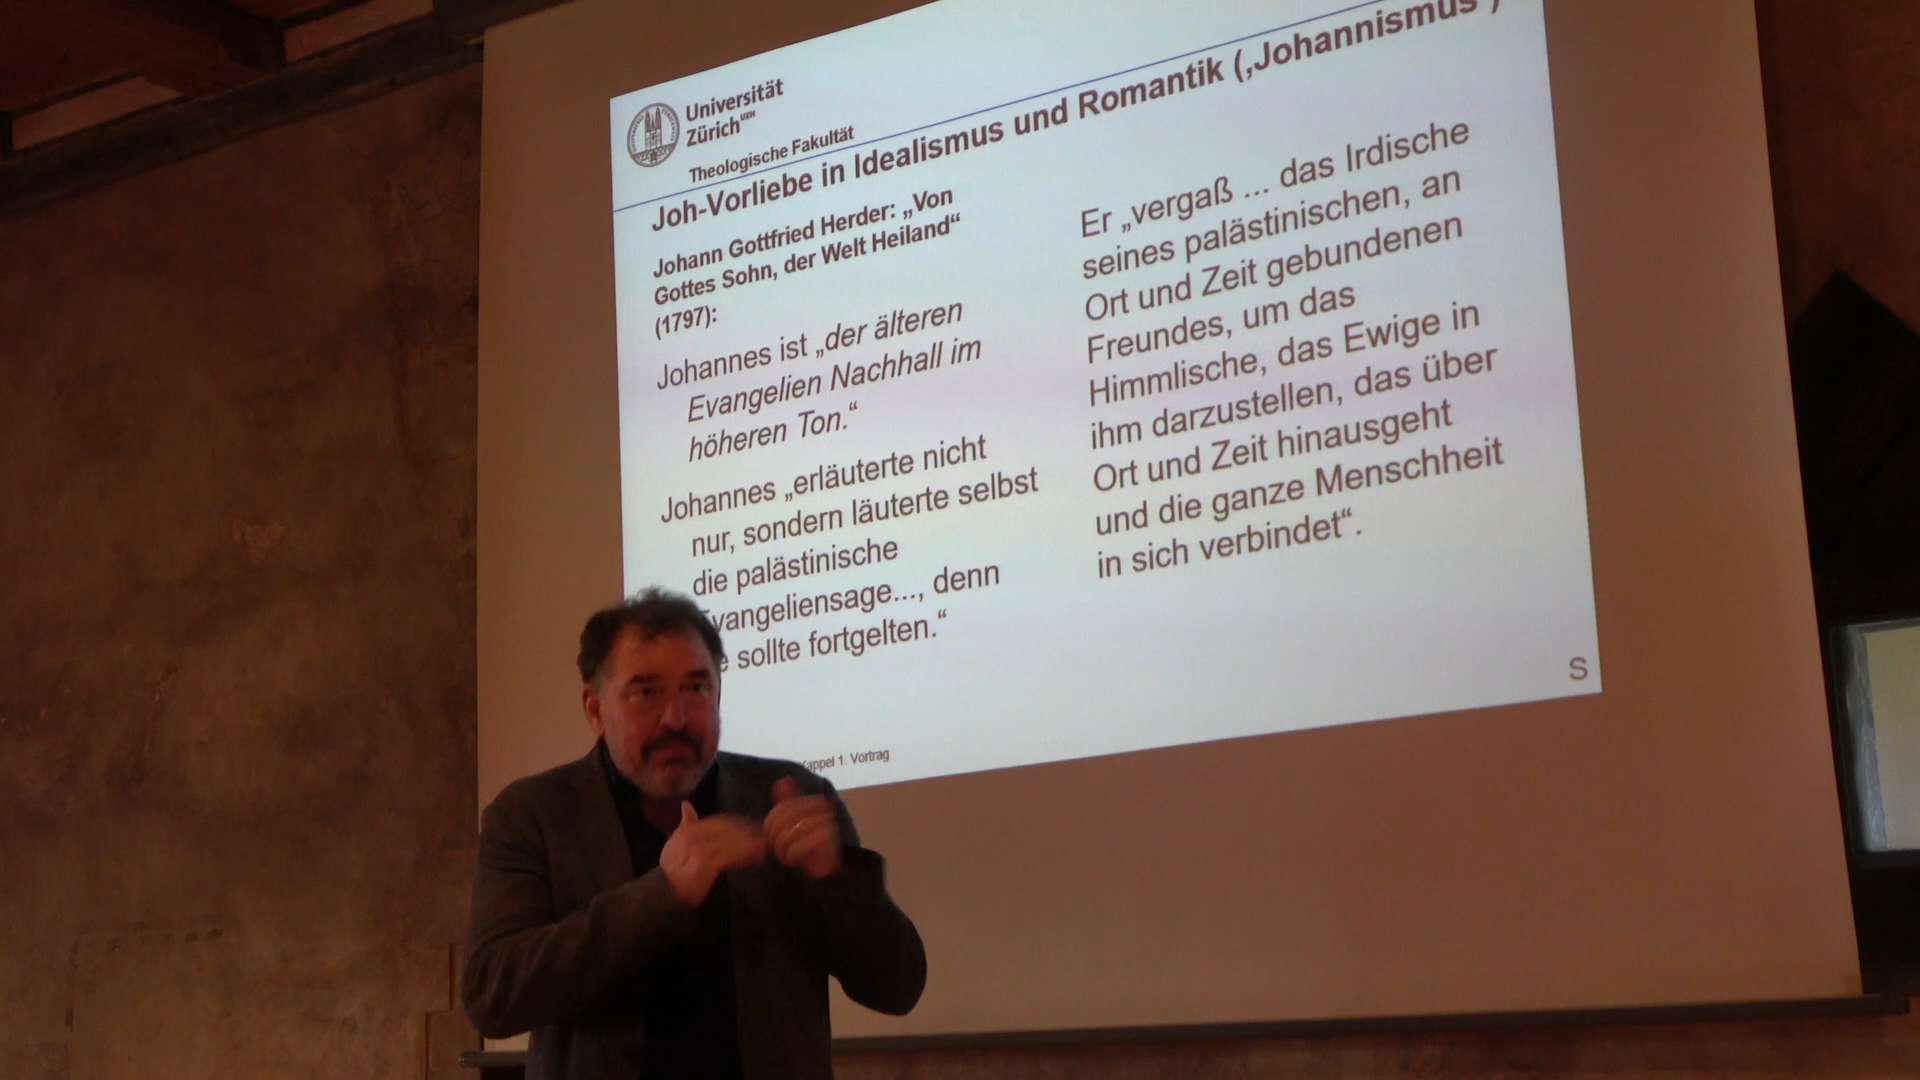 Universität
Zürich UZH
Theologische Fakultät
Joh-Vorliebe in Idealismus und Romantik (‚Johannismus‘)
Johann Gottfried Herder: „Von
Gottes Sohn, der Welt Heiland“
(1797):
Johannes ist „der älteren
Evangelien Nachhall im
höheren Ton.“
Johannes „erläuterte nicht
nur, sondern läuterte selbst
die palästinische
vangeliensage..., denn
sollte fortgelten.“
Er „vergaß ... das Irdische
seines palästinischen, an
Ort und Zeit gebundenen
Freundes, um das
Himmlische, das Ewige in
ihm darzustellen, das über
Ort und Zeit hinausgeht
und die ganze Menschheit
in sich verbindet“.
S
Kappel 1. Vortrag